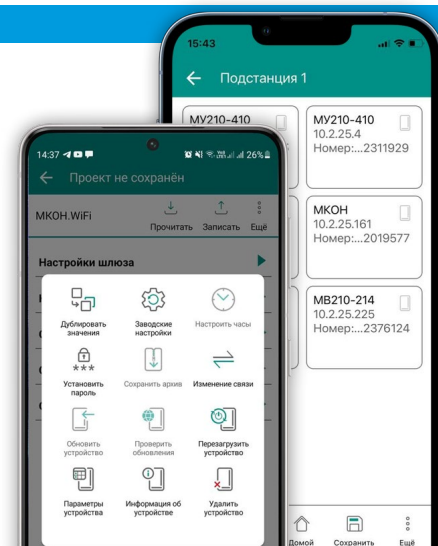 15:43
Подстанция 1
МУ210-410
МУ210-410
10.2.25.4
Номер:...2311929
МКОН
10.2.25.161
Номер:...2019577
МВ210-214
10.2.25.225
Номер:...2376124
Домой
Сохранить
Ещё
14:37
26%
Проект не сохранён
МКОН.WiFi
Прочитать
Записать
Ещё
Настройки шлюза
Дублировать
значения
Заводские
настройки
Настроить часы
Установить
пароль
Сохранить архив
Изменение связи
Обновить
устройство
Проверить
обновления
Перезагрузить
устройство
Параметры
устройства
Информация об
устройстве
Удалить
устройство